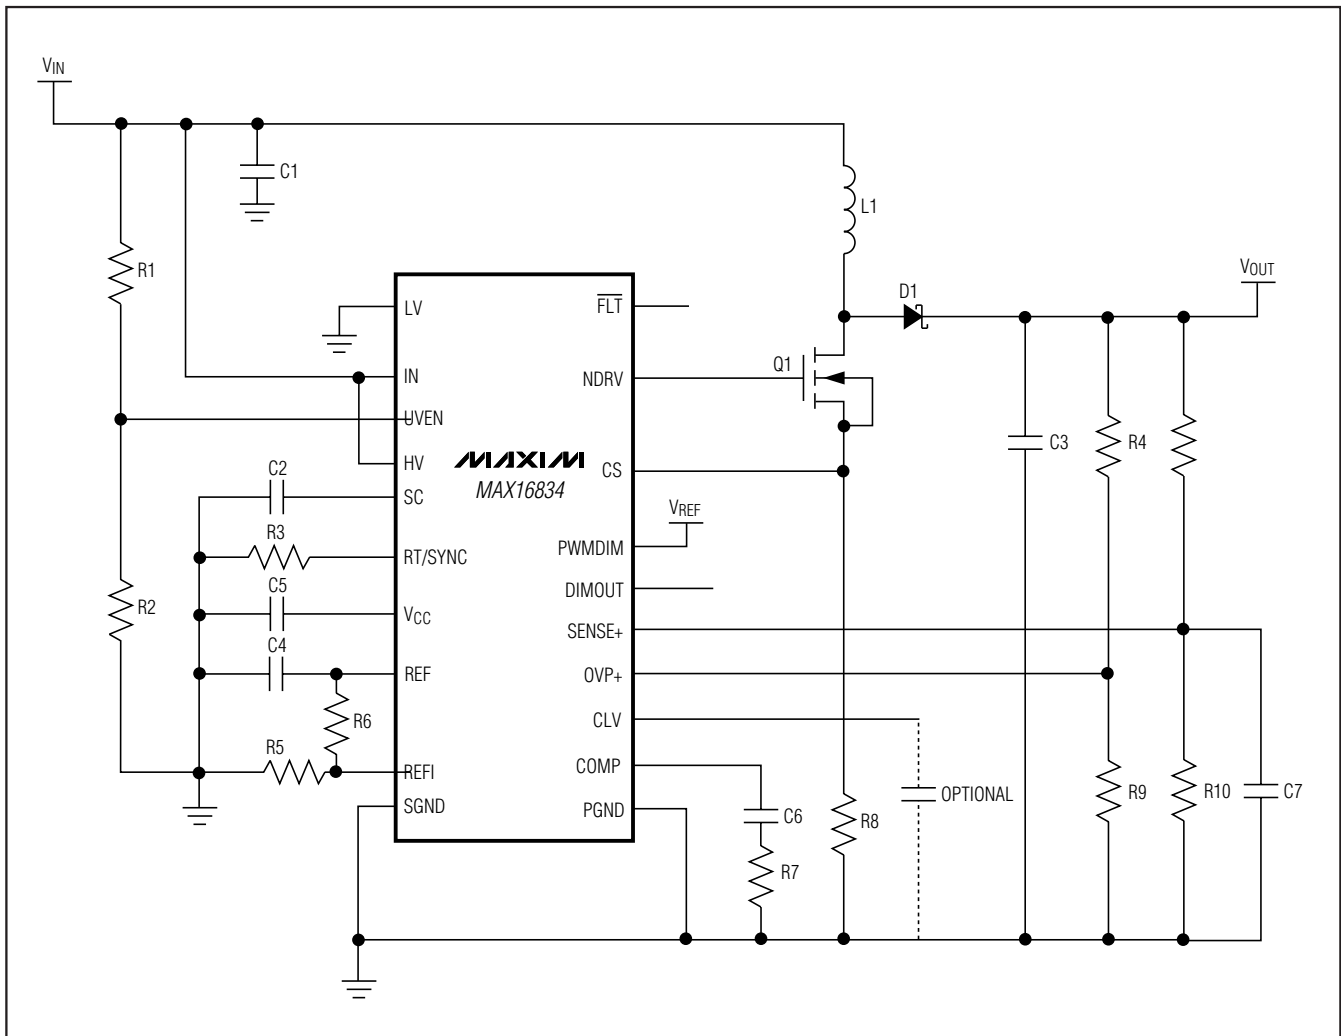 VIN
C1
L1
R1
VOUT
D1
LV
FLT
IN
NDRV
Q1
UVEN
C3
R4
HV
CS
MAXIM
MAX16834
C2
SC
VREF
R3
RT/SYNC
PWMDIM
C5
DIMOUT
R2
VCC
SENSE+
C4
REF
OVP+
R6
CLV
R5
REFI
COMP
SGND
PGND
C6
R8
OPTIONAL
R9
R10
C7
R7